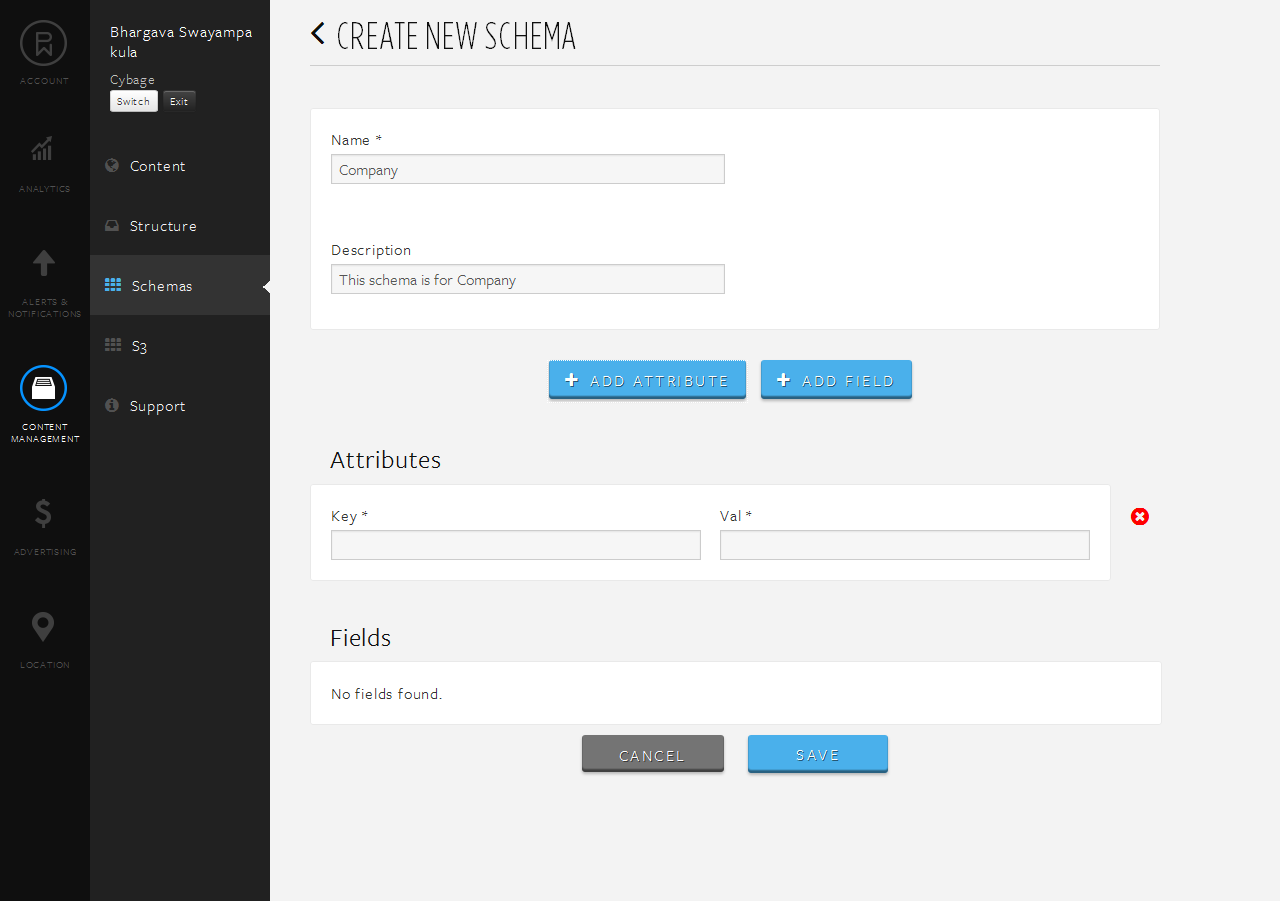 ACCOUNT
ANALYTICS
ALERTS &
NOTIFICATIONS
CONTENT
MANAGEMENT
ADVERTISING
LOCATION
Bhargava Swayampa
kula
Cybage
Switch Exit
Content
Structure
Schemas
S3
Support
CREATE NEW SCHEMA
Name *
Company
Description
This schema is for Company
ADD ATTRIBUTE ADD FIELD
Attributes
Key * Val *
Fields
No fields found.
CANCEL SAVE